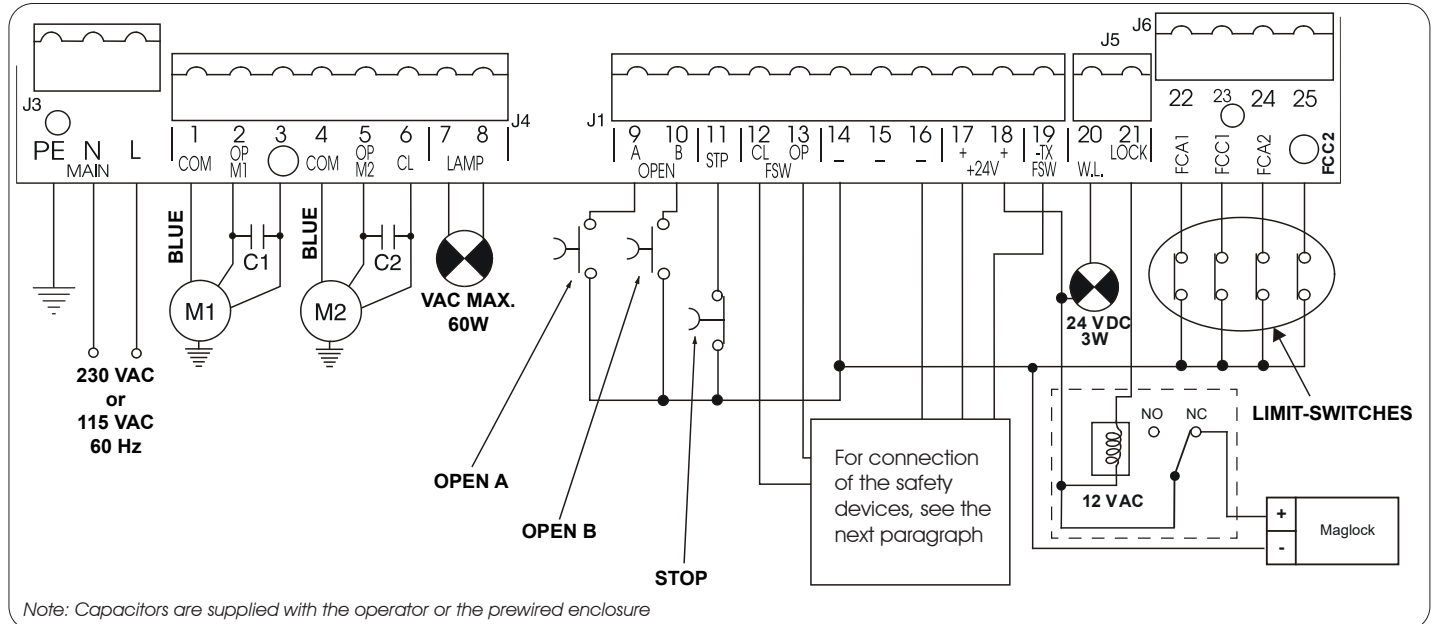 J3
J4
J1
J5
J6
PE N L
MAIN
1 2 3 4 5 6 7 8
COM OP M1 COM OP M2 CL LAMP
9 10 11 12 13 14 15 16 17 18 19 20 21
A B STP CL OP – – – + + -TX LOCK
OPEN FSW +24V FSW W.L.
22 23 24 25
FCA1 FCC1 FCA2 FCC2
BLUE
BLUE
C1
C2
M1
M2
VAC MAX.
60W
230 VAC
or
115 VAC
60 Hz
24 VDC
3W
LIMIT-SWITCHES
NO NC
12 VAC
+
-
Maglock
OPEN A
OPEN B
STOP
For connection
of the safety
devices, see the
next paragraph
Note: Capacitors are supplied with the operator or the prewired enclosure